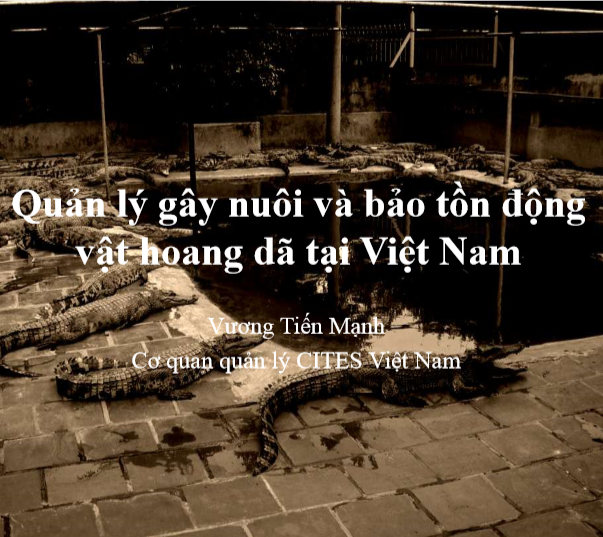 Quản lý gây nuôi và bảo tồn động
vật hoang dã tại Việt Nam
Vương Tiến Mạnh
Cơ quan quản lý CITES Việt Nam